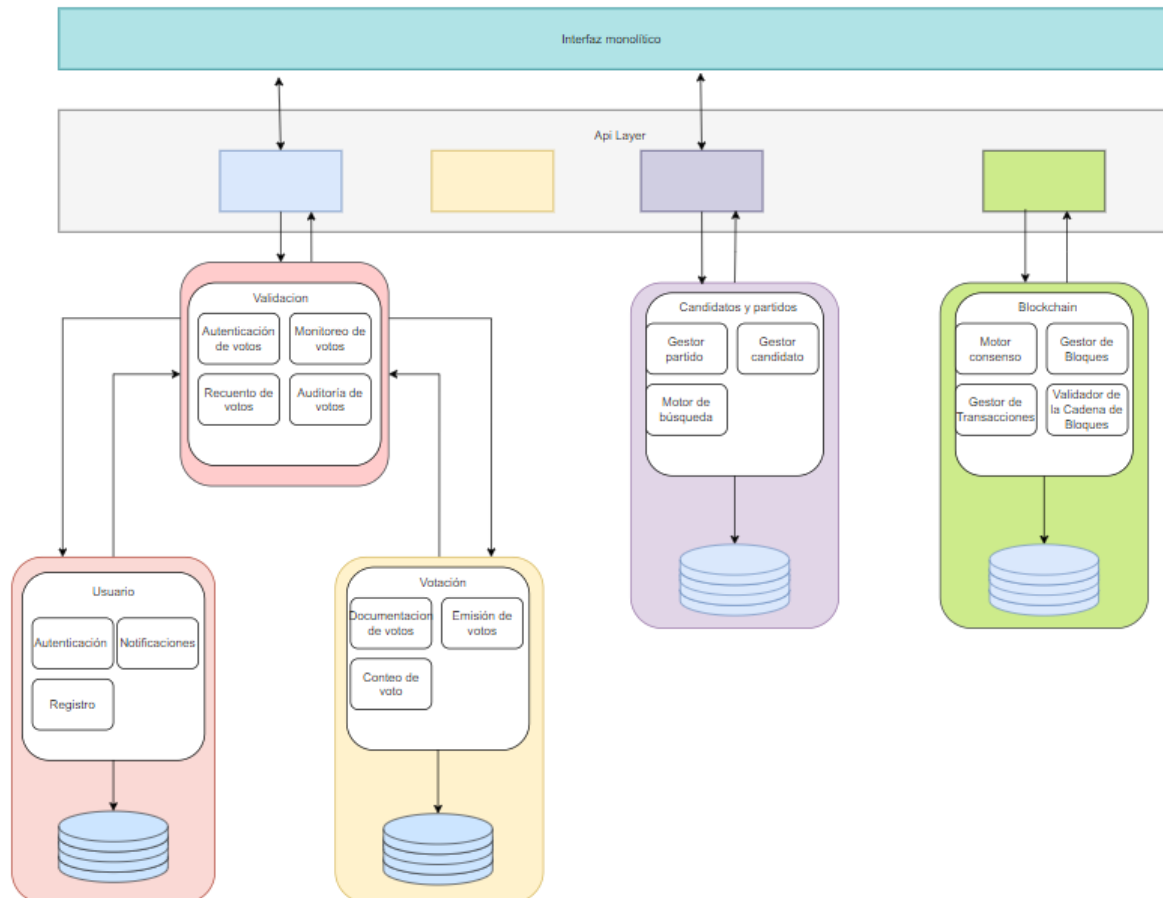 Interfaz monolítico
Api Layer
Validacion
Autenticación
de votos
Monitoreo de
votos
Recuento de
votos
Auditoría de
votos
Candidatos y partidos
Gestor
partido
Gestor
candidato
Motor de
búsqueda
Blockchain
Motor
consenso
Gestor de
Bloques
Gestor de
Transacciones
Validador de
la Cadena de
Bloques
Usuario
Autenticación
Notificaciones
Registro
Votación
Documentacion
de votos
Emisión de
votos
Conteo de
voto